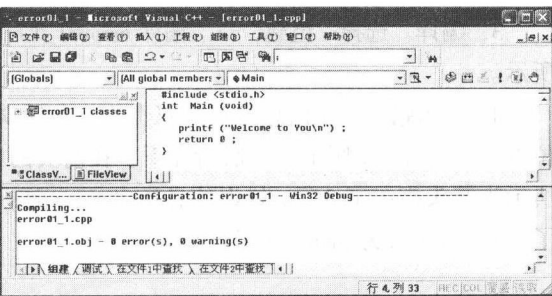 error01_1 - Microsoft Visual C++ - [error01_1.cpp]
文件(F) 编辑(E) 查看(V) 插入(I) 工程(P) 组建(B) 工具(T) 窗口(W) 帮助(H)
[Globals] [All global members Main
error01_1 classes
#include <stdio.h>
int Main (void)
{
printf ("Welcome to You\n") ;
return 0 ;
}
ClassV... FileView
--------------------Configuration: error01_1 - Win32 Debug--------------------
Compiling...
error01_1.cpp
error01_1.obj - 0 error(s), 0 warning(s)
组建 调试 在文件1中查找 在文件2中查找
行 4, 列 33 REC COL 覆盖 读取